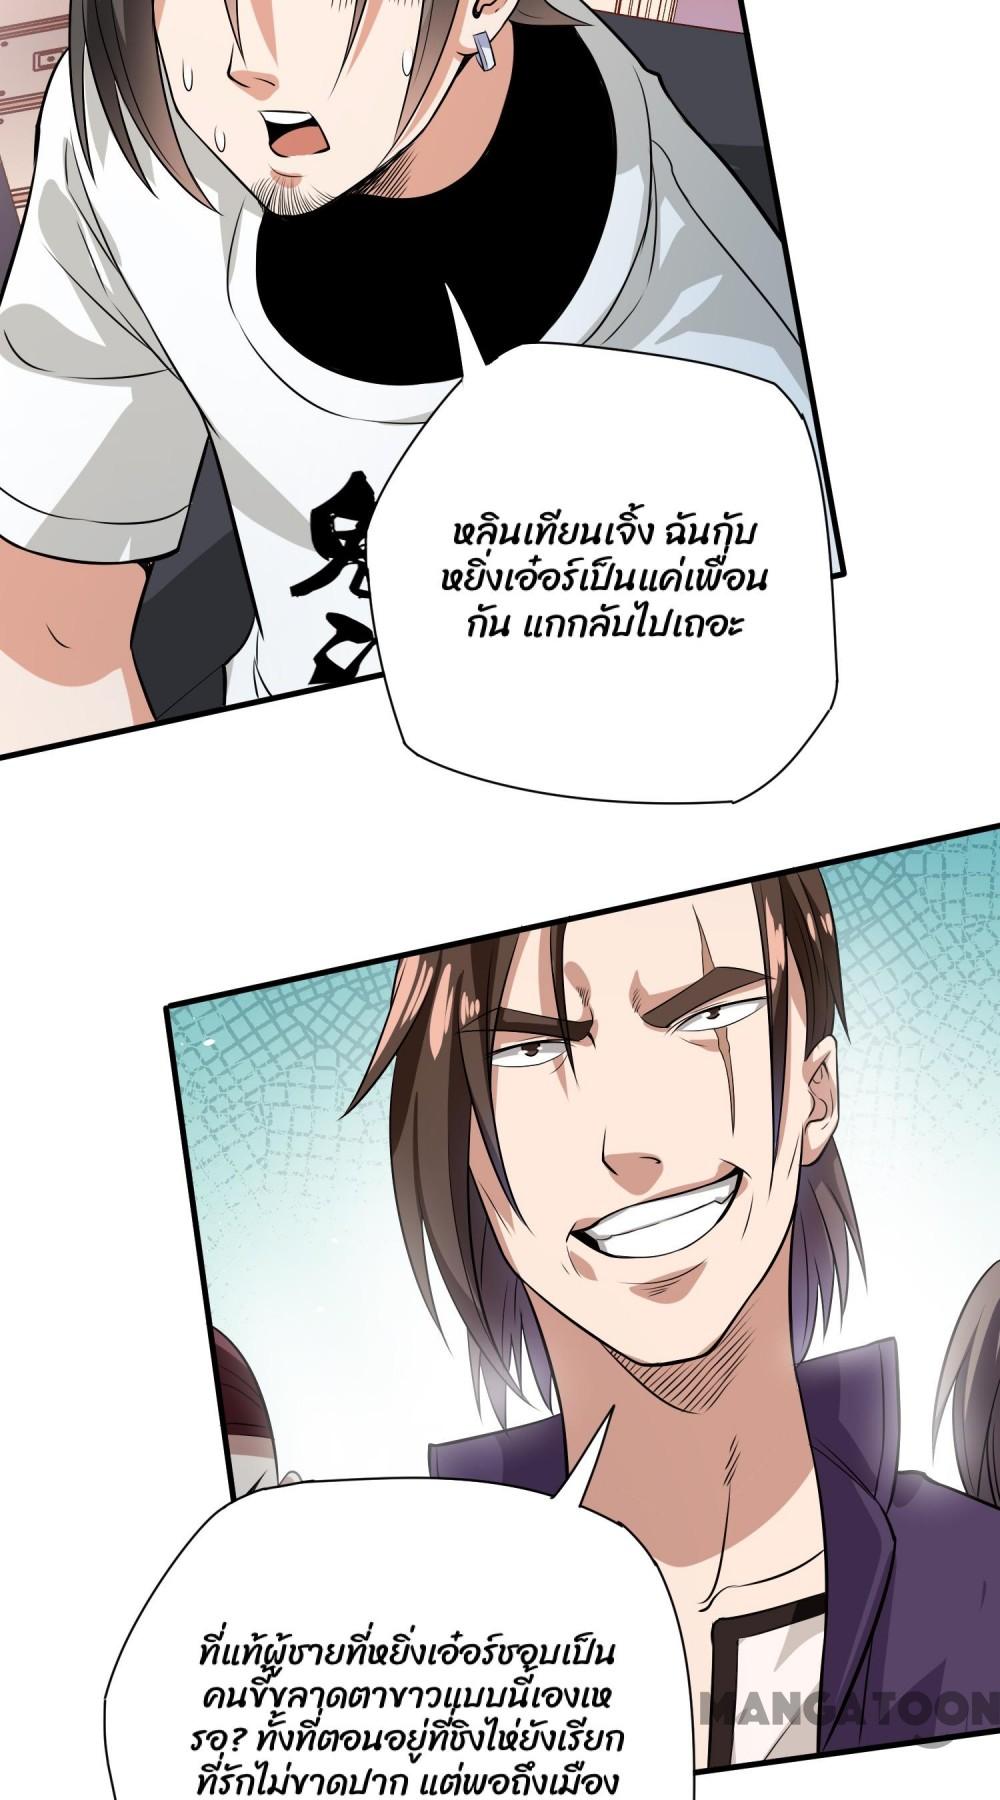 鬼
หลินเทียนเจิ้ง ฉันกับ
หยิ่งเอ๋อร์เป็นแค่เพื่อน
กัน แกกลับไปเถอะ
ที่แท้ผู้ชายที่หยิ่งเอ๋อร์ชอบเป็น
คนขี้ขลาดตาขาวแบบนี้เองเห
รอ? ทั้งที่ตอนอยู่ที่ชิงไห่ยังเรียก
ที่รักไม่ขาดปาก แต่พอถึงเมือง
MANGATOON